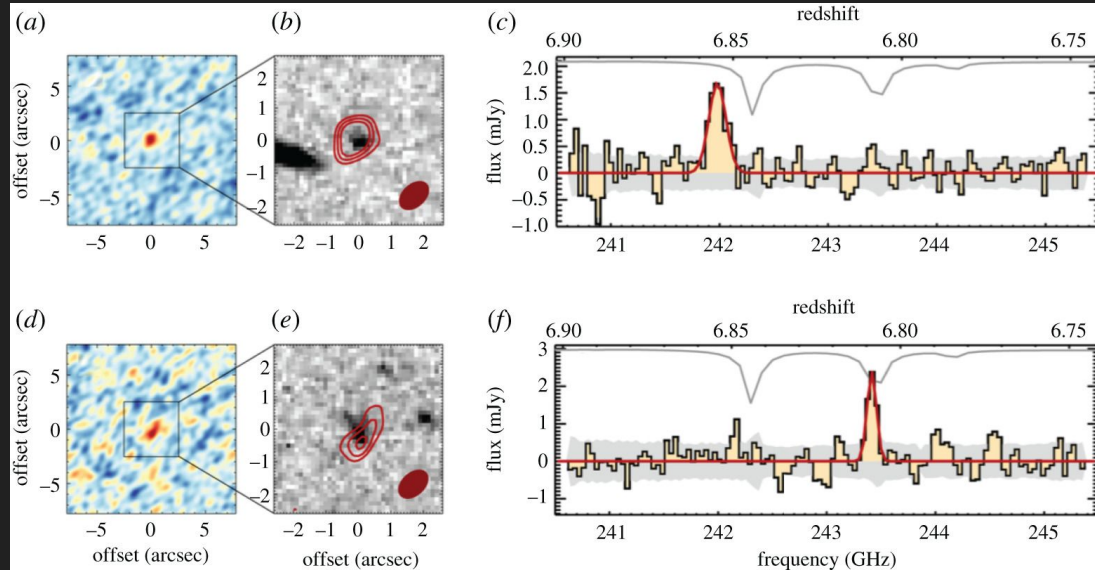 (a)
(b)
(c)
redshift
6.90 6.85 6.80 6.75
offset (arcsec)
5
0
−5
−5 0 5
2
1
0
−1
−2
−2 −1 0 1 2
flux (mJy)
2.0
1.5
1.0
0.5
0
−0.5
−1.0
241 242 243 244 245
(d)
(e)
(f)
redshift
6.90 6.85 6.80 6.75
offset (arcsec)
5
0
−5
−5 0 5
offset (arcsec)
2
1
0
−1
−2
−2 −1 0 1 2
offset (arcsec)
flux (mJy)
3
2
1
0
−1
241 242 243 244 245
frequency (GHz)